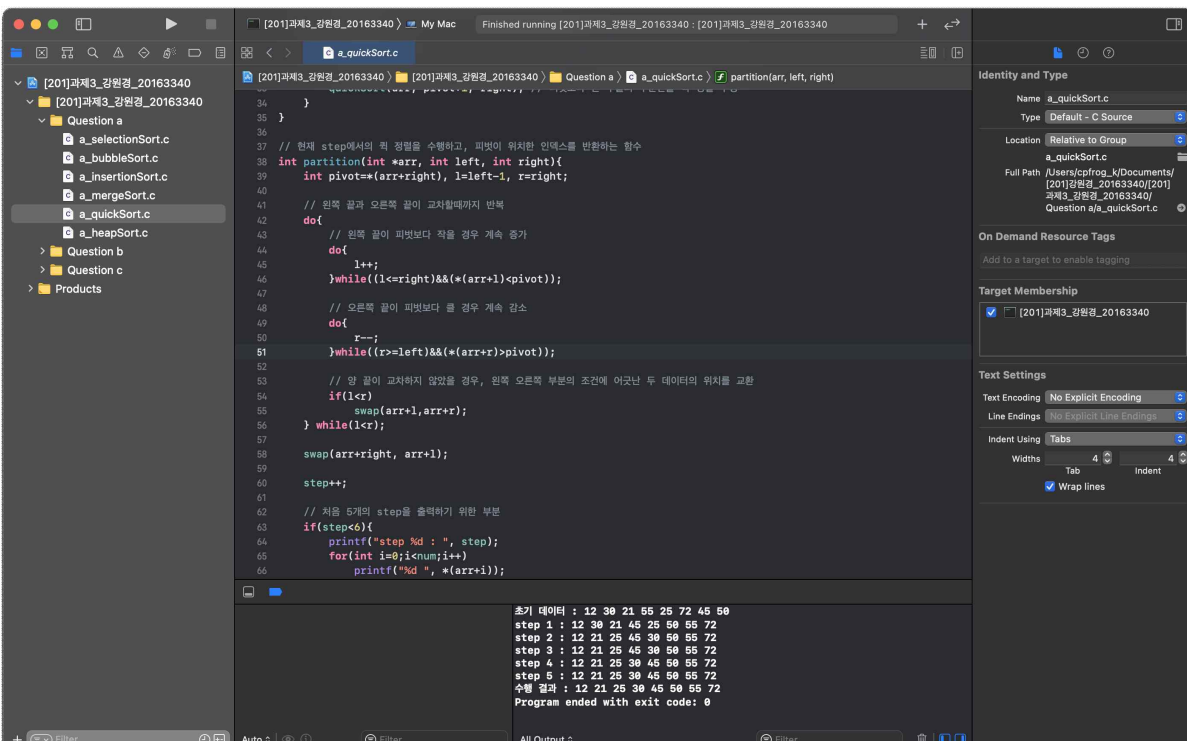 [201]과제3_강원경_20163340 〉 My Mac
Finished running [201]과제3_강원경_20163340 : [201]과제3_강원경_20163340
a_quickSort.c
[201]과제3_강원경_20163340
[201]과제3_강원경_20163340
Question a
a_selectionSort.c
a_bubbleSort.c
a_insertionSort.c
a_mergeSort.c
a_quickSort.c
a_heapSort.c
Question b
Question c
Products
Filter
[201]과제3_강원경_20163340 〉 [201]과제3_강원경_20163340 〉 Question a 〉 a_quickSort.c 〉 partition(arr, left, right)
34 }
35 }
36
37 // 현재 step에서의 퀵 정렬을 수행하고, 피벗이 위치한 인덱스를 반환하는 함수
38 int partition(int *arr, int left, int right){
39 int pivot=*(arr+right), l=left-1, r=right;
40
41 // 왼쪽 끝과 오른쪽 끝이 교차할때까지 반복
42 do{
43 // 왼쪽 끝이 피벗보다 작을 경우 계속 증가
44 do{
45 l++;
46 }while((l<=right)&&(*(arr+l)<pivot));
47
48 // 오른쪽 끝이 피벗보다 클 경우 계속 감소
49 do{
50 r--;
51 }while((r>=left)&&(*(arr+r)>pivot));
52
53 // 양 끝이 교차하지 않았을 경우, 왼쪽 오른쪽 부분의 조건에 어긋난 두 데이터의 위치를 교환
54 if(l<r)
55 swap(arr+l,arr+r);
56 } while(l<r);
57
58 swap(arr+right, arr+l);
59
60 step++;
61
62 // 처음 5개의 step을 출력하기 위한 부분
63 if(step<6){
64 printf("step %d : ", step);
65 for(int i=0;i<num;i++)
66 printf("%d ", *(arr+i));
초기 데이터 : 12 30 21 55 25 72 45 50
step 1 : 12 30 21 45 25 50 55 72
step 2 : 12 21 25 45 30 50 55 72
step 3 : 12 21 25 45 30 50 55 72
step 4 : 12 21 25 30 45 50 55 72
step 5 : 12 21 25 30 45 50 55 72
수행 결과 : 12 21 25 30 45 50 55 72
Program ended with exit code: 0
Auto
Filter
All Output
Filter
Identity and Type
Name a_quickSort.c
Type Default - C Source
Location Relative to Group
a_quickSort.c
Full Path /Users/cpfrog_k/Documents/
[201]강원경_20163340/[201]
과제3_강원경_20163340/
Question a/a_quickSort.c
On Demand Resource Tags
Add to a target to enable tagging
Target Membership
[201]과제3_강원경_20163340
Text Settings
Text Encoding No Explicit Encoding
Line Endings No Explicit Line Endings
Indent Using Tabs
Widths 4 4
Tab Indent
Wrap lines